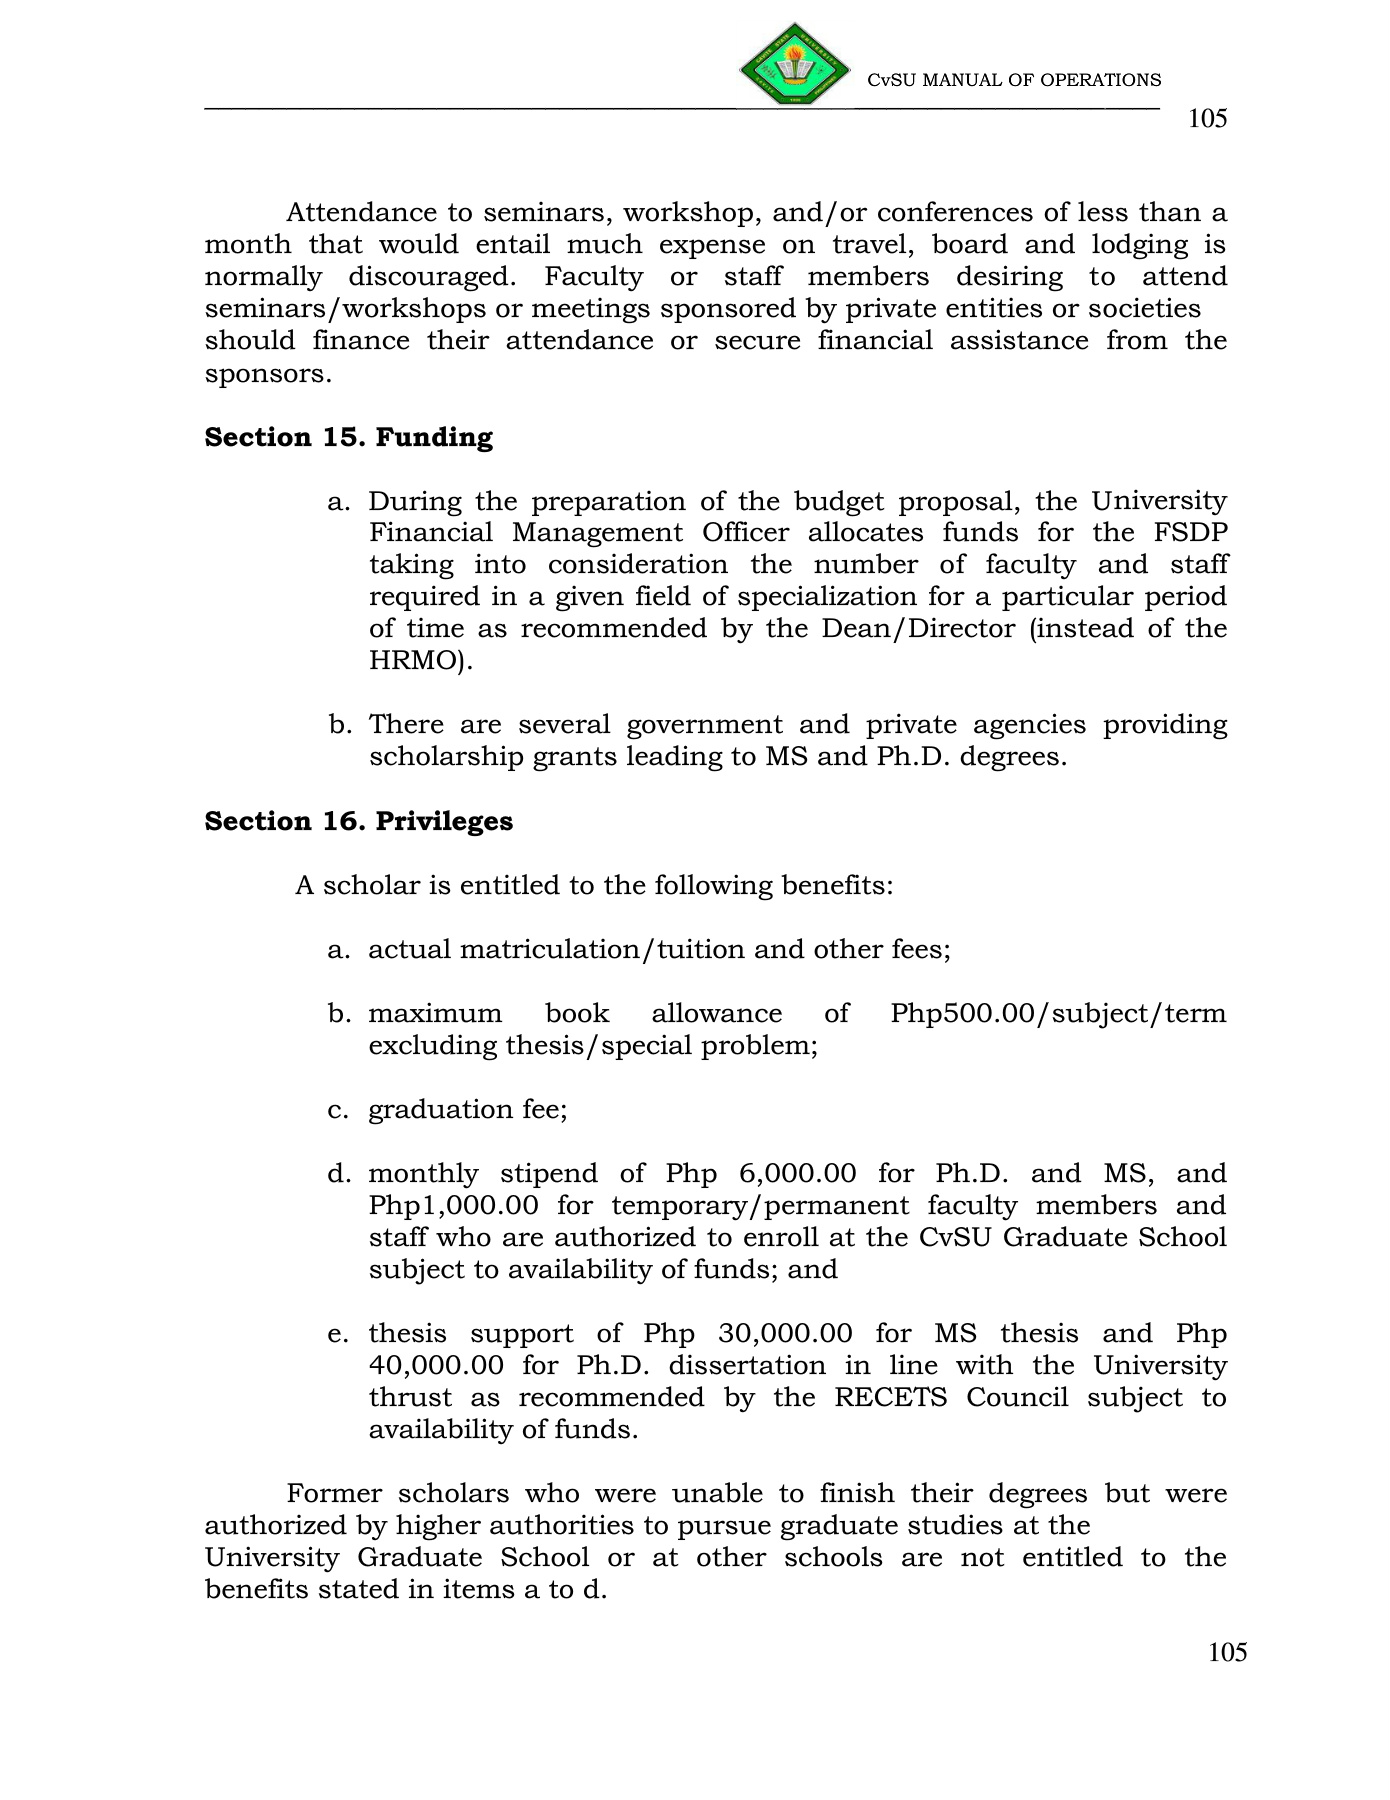 CvSU MANUAL OF OPERATIONS
105
Attendance to seminars, workshop, and/or conferences of less than a
month that would entail much expense on travel, board and lodging is
normally discouraged. Faculty or staff members desiring to attend
seminars/workshops or meetings sponsored by private entities or societies
should finance their attendance or secure financial assistance from the
sponsors.
Section 15. Funding
a. During the preparation of the budget proposal, the University
Financial Management Officer allocates funds for the FSDP
taking into consideration the number of faculty and staff
required in a given field of specialization for a particular period
of time as recommended by the Dean/Director (instead of the
HRMO).
b. There are several government and private agencies providing
scholarship grants leading to MS and Ph.D. degrees.
Section 16. Privileges
A scholar is entitled to the following benefits:
a. actual matriculation/tuition and other fees;
b. maximum book allowance of Php500.00/subject/term
excluding thesis/special problem;
c. graduation fee;
d. monthly stipend of Php 6,000.00 for Ph.D. and MS, and
Php1,000.00 for temporary/permanent faculty members and
staff who are authorized to enroll at the CvSU Graduate School
subject to availability of funds; and
e. thesis support of Php 30,000.00 for MS thesis and Php
40,000.00 for Ph.D. dissertation in line with the University
thrust as recommended by the RECETS Council subject to
availability of funds.
Former scholars who were unable to finish their degrees but were
authorized by higher authorities to pursue graduate studies at the
University Graduate School or at other schools are not entitled to the
benefits stated in items a to d.
105